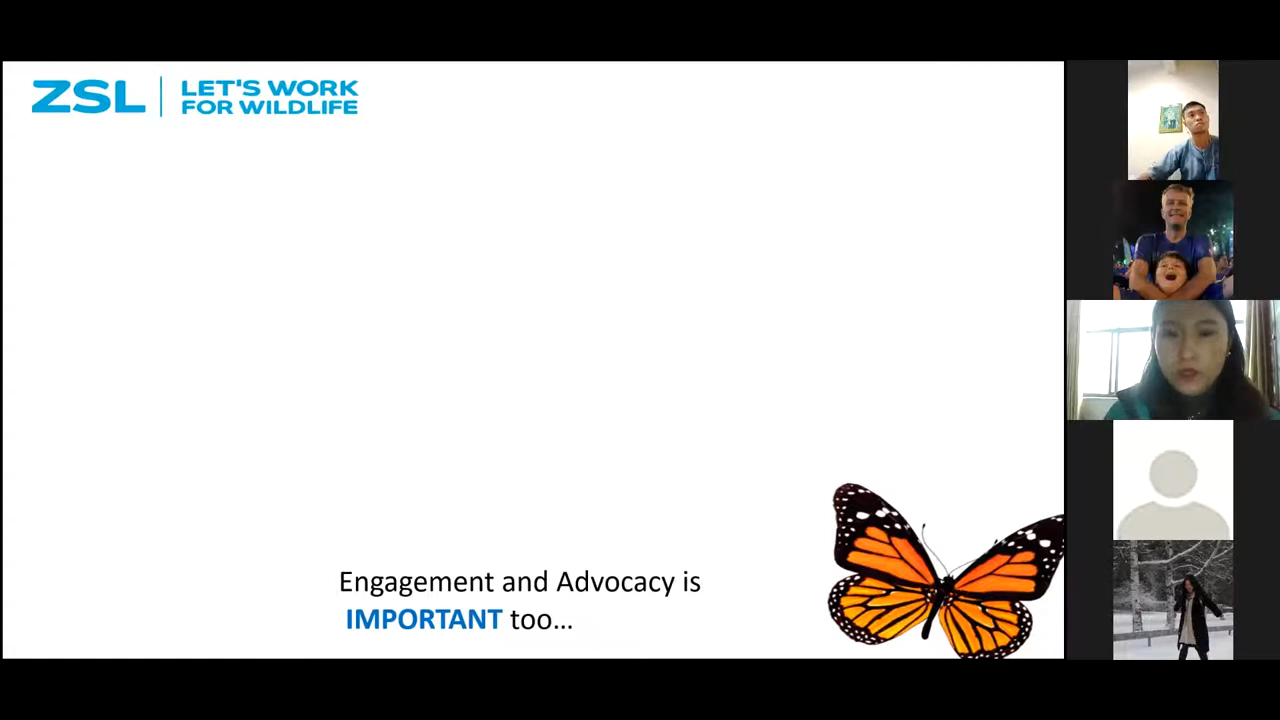 ZSL
LET'S WORK
FOR WILDLIFE
Engagement and Advocacy is
IMPORTANT too...